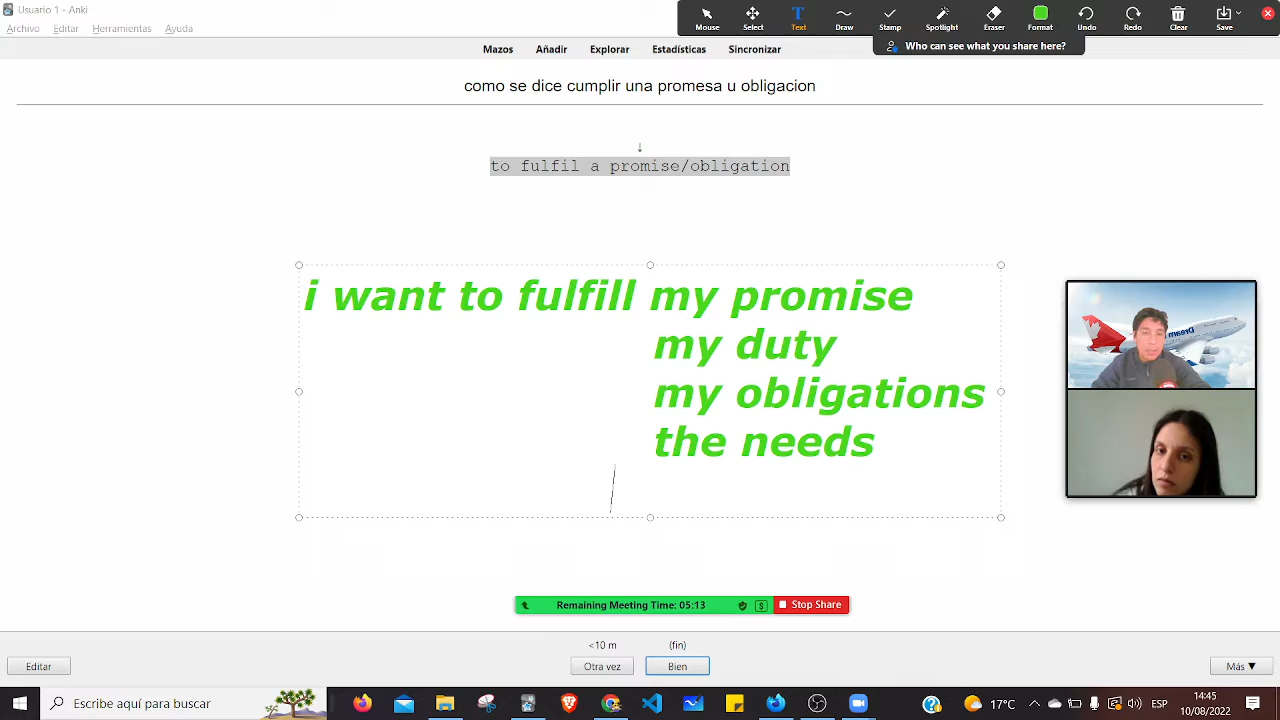 Usuario 1 - Anki
Archivo Editar Herramientas Ayuda
Mouse Select Text Draw Stamp Spotlight Eraser Format Undo Redo Clear Save
Who can see what you share here?
Mazos Añadir Explorar Estadísticas Sincronizar
como se dice cumplir una promesa u obligacion
↓
to fulfil a promise/obligation
i want to fulfill my promise
my duty
my obligations
the needs
Remaining Meeting Time: 05:13 Stop Share
<10 m (fin)
Editar Otra vez Bien Más ▼
Escribe aquí para buscar
17°C ESP
14:45
10/08/2022